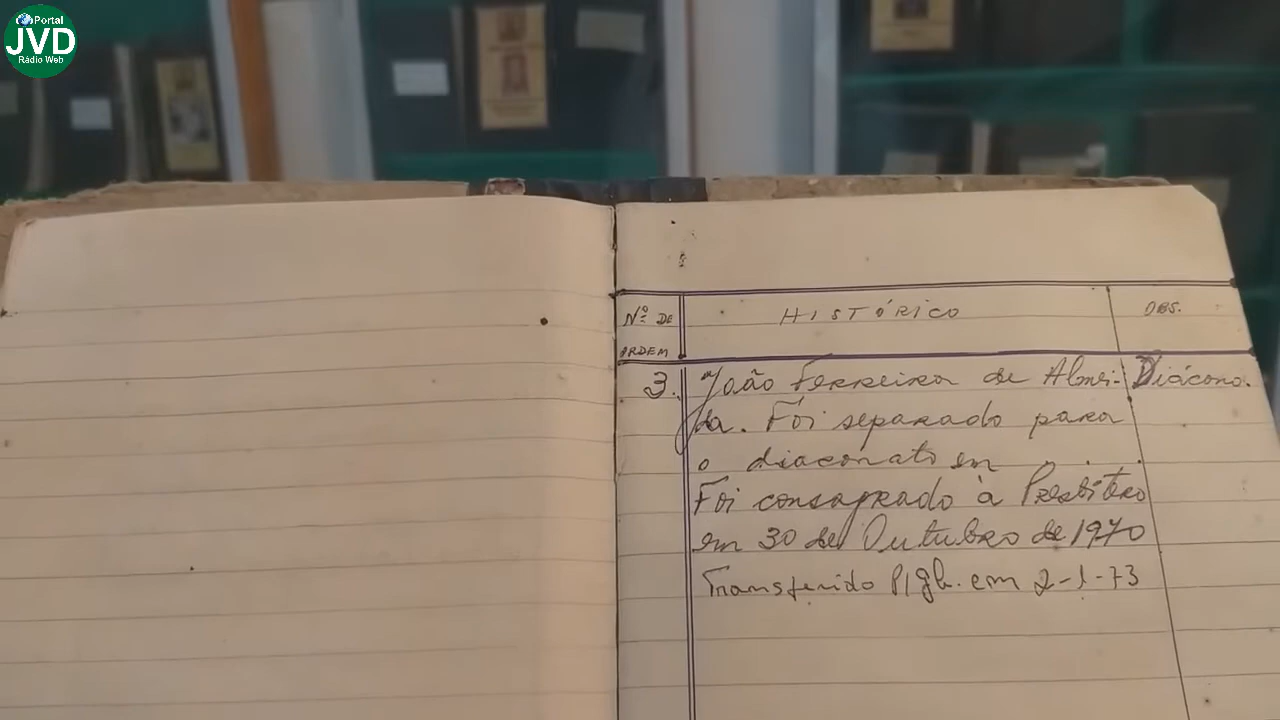 Portal
JVD
Rádio Web
Nº DE ORDEM
HISTÓRICO
OBS.
3. João Ferreira de Almei- Diácono.
da. Foi separado para
o diaconato em
Foi consagrado à Presbítero
em 30 de Outubro de 1970
Transferido P/gb. em 2-1-73